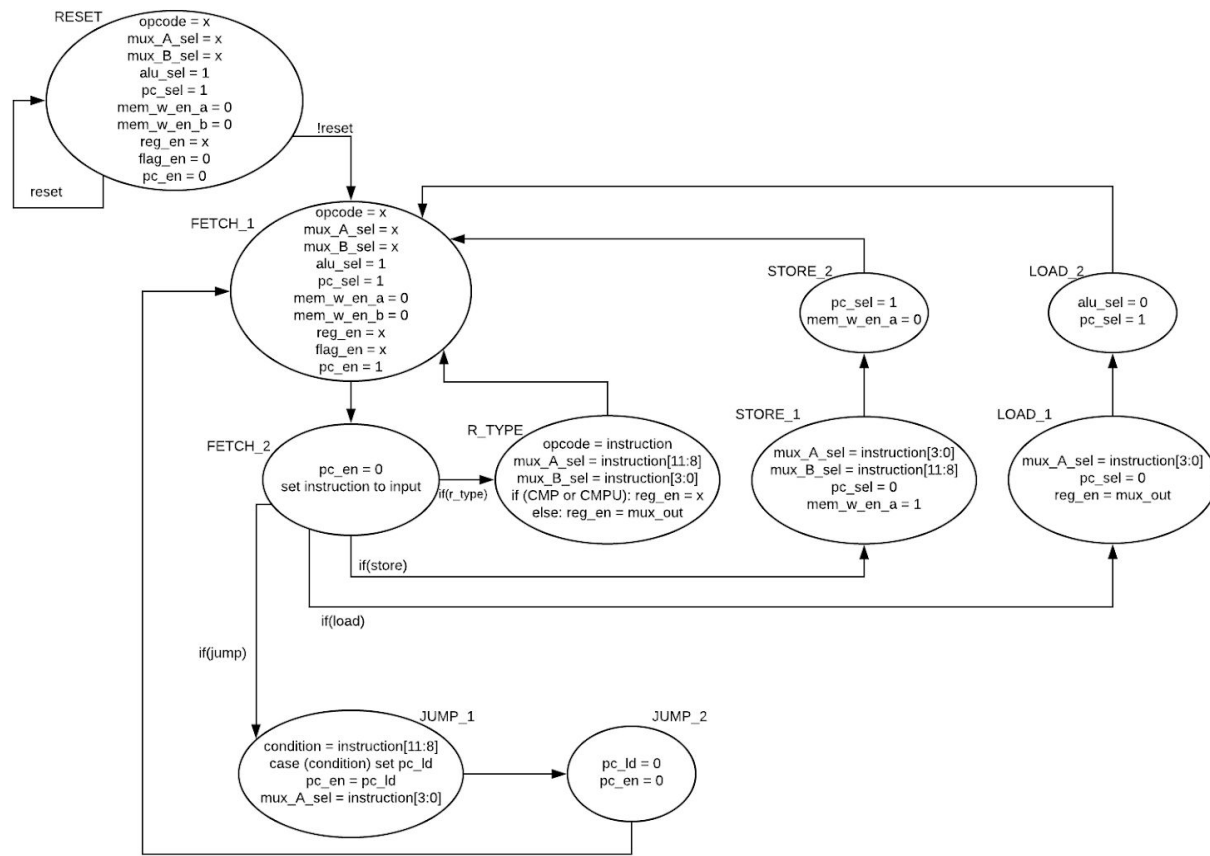 RESET
opcode = x
mux_A_sel = x
mux_B_sel = x
alu_sel = 1
pc_sel = 1
mem_w_en_a = 0
mem_w_en_b = 0
reg_en = x
flag_en = 0
pc_en = 0
!reset
reset
FETCH_1
opcode = x
mux_A_sel = x
mux_B_sel = x
alu_sel = 1
pc_sel = 1
mem_w_en_a = 0
mem_w_en_b = 0
reg_en = x
flag_en = x
pc_en = 1
STORE_2
pc_sel = 1
mem_w_en_a = 0
LOAD_2
alu_sel = 0
pc_sel = 1
FETCH_2
pc_en = 0
set instruction to input
if(r_type)
R_TYPE
opcode = instruction
mux_A_sel = instruction[11:8]
mux_B_sel = instruction[3:0]
if (CMP or CMPU): reg_en = x
else: reg_en = mux_out
STORE_1
mux_A_sel = instruction[3:0]
mux_B_sel = instruction[11:8]
pc_sel = 0
mem_w_en_a = 1
LOAD_1
mux_A_sel = instruction[3:0]
pc_sel = 0
reg_en = mux_out
if(store)
if(load)
if(jump)
JUMP_1
condition = instruction[11:8]
case (condition) set pc_ld
pc_en = pc_ld
mux_A_sel = instruction[3:0]
JUMP_2
pc_ld = 0
pc_en = 0